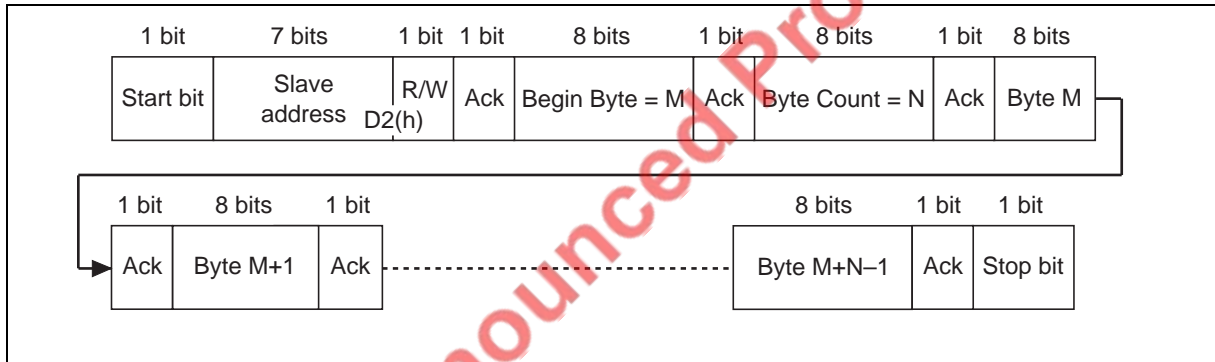 1 bit 7 bits 1 bit 1 bit 8 bits 1 bit 8 bits 1 bit 8 bits
Start bit Slave address R/W D2(h) Ack Begin Byte = M Ack Byte Count = N Ack Byte M
1 bit 8 bits 1 bit 8 bits 1 bit 1 bit
Ack Byte M+1 Ack Byte M+N–1 Ack Stop bit